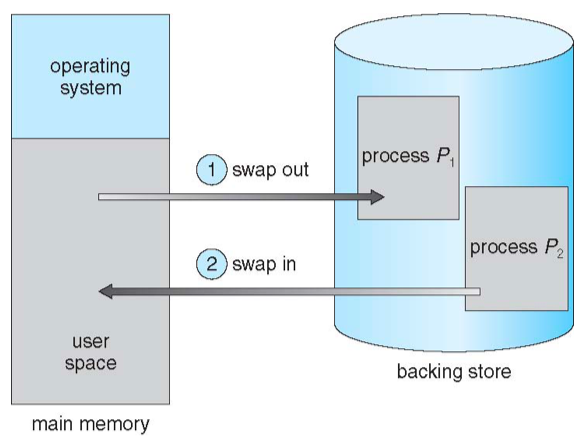 operating
system
1 swap out
process P1
2 swap in
process P2
user
space
backing store
main memory